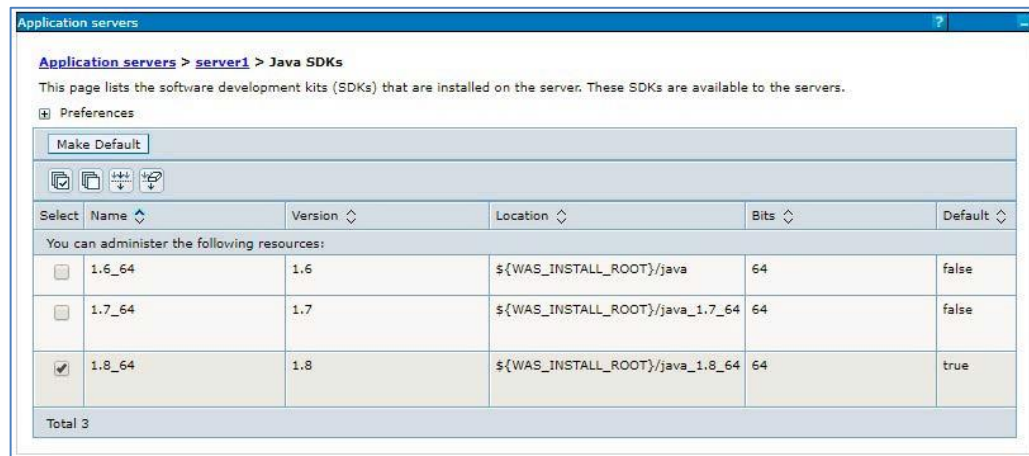 Application servers ? –
Application servers > server1 > Java SDKs
This page lists the software development kits (SDKs) that are installed on the server. These SDKs are available to the servers.
Preferences
Make Default
Select Name Version Location Bits Default
You can administer the following resources:
1.6_64 1.6 ${WAS_INSTALL_ROOT}/java 64 false
1.7_64 1.7 ${WAS_INSTALL_ROOT}/java_1.7_64 64 false
1.8_64 1.8 ${WAS_INSTALL_ROOT}/java_1.8_64 64 true
Total 3